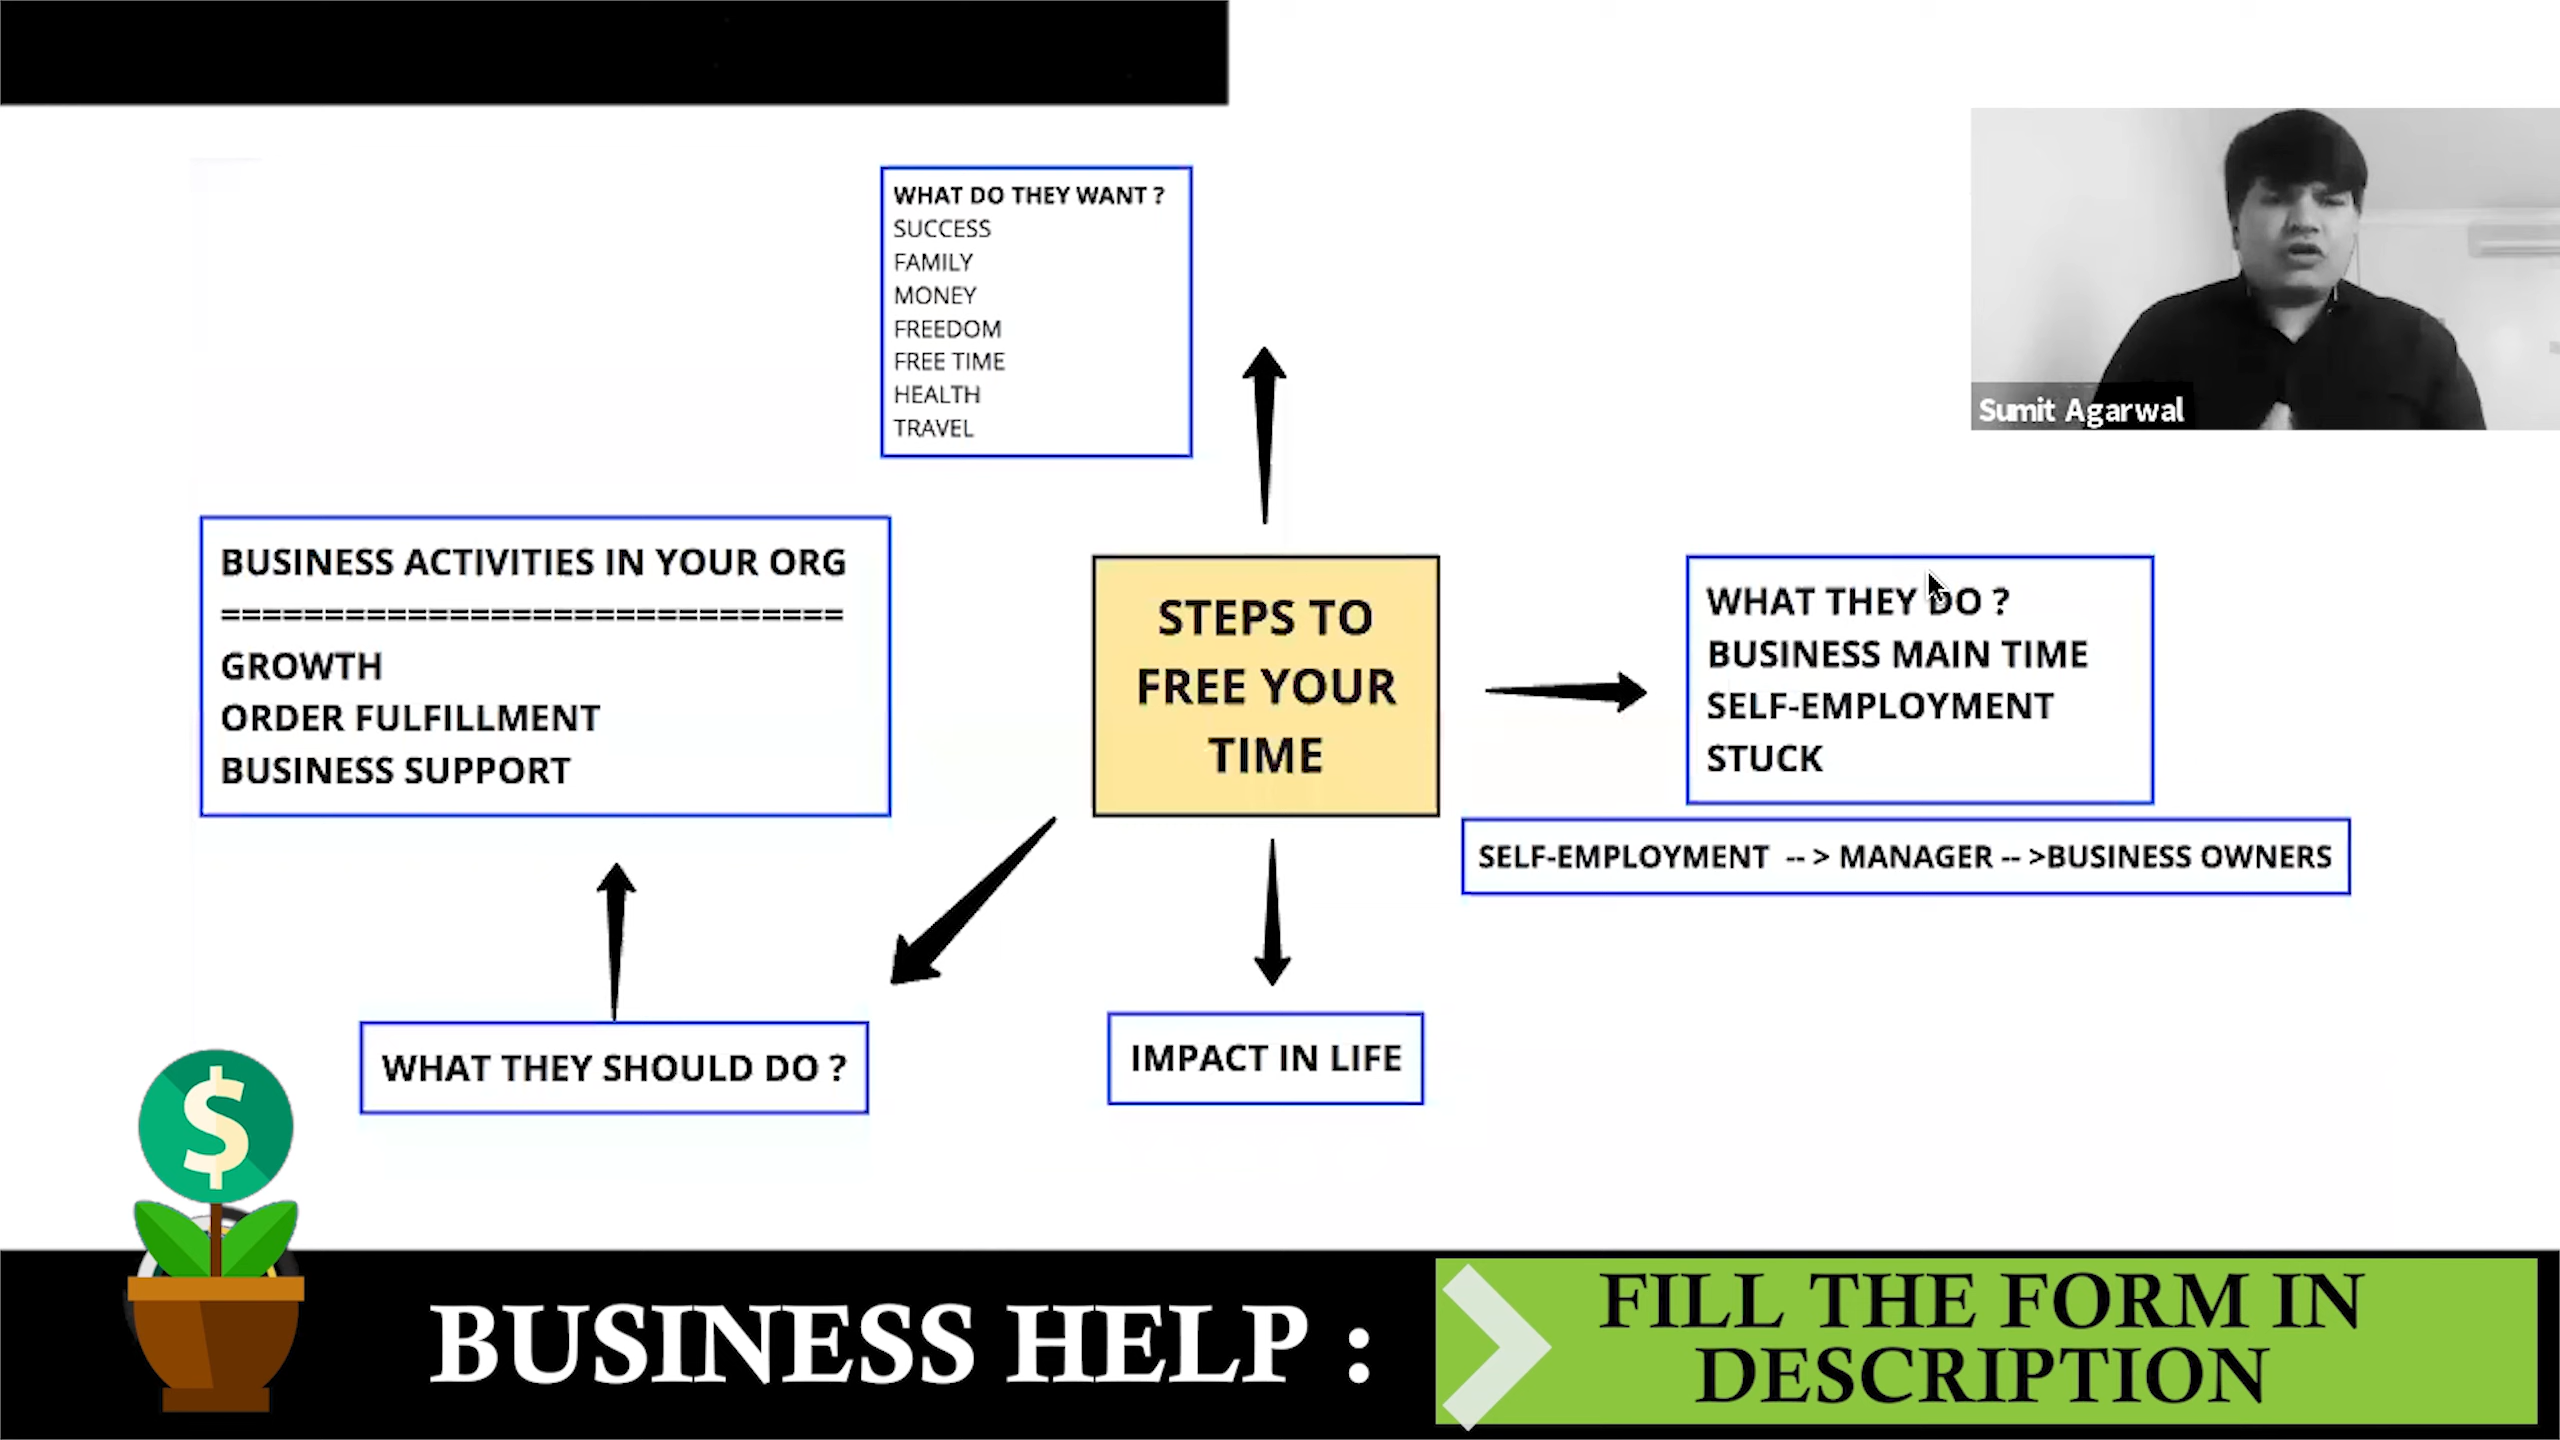 WHAT DO THEY WANT ?
SUCCESS
FAMILY
MONEY
FREEDOM
FREE TIME
HEALTH
TRAVEL
Sumit Agarwal
BUSINESS ACTIVITIES IN YOUR ORG
==============================
GROWTH
ORDER FULFILLMENT
BUSINESS SUPPORT
STEPS TO
FREE YOUR
TIME
WHAT THEY DO ?
BUSINESS MAIN TIME
SELF-EMPLOYMENT
STUCK
SELF-EMPLOYMENT -- > MANAGER -- >BUSINESS OWNERS
WHAT THEY SHOULD DO ?
IMPACT IN LIFE
$
BUSINESS HELP :
FILL THE FORM IN
DESCRIPTION